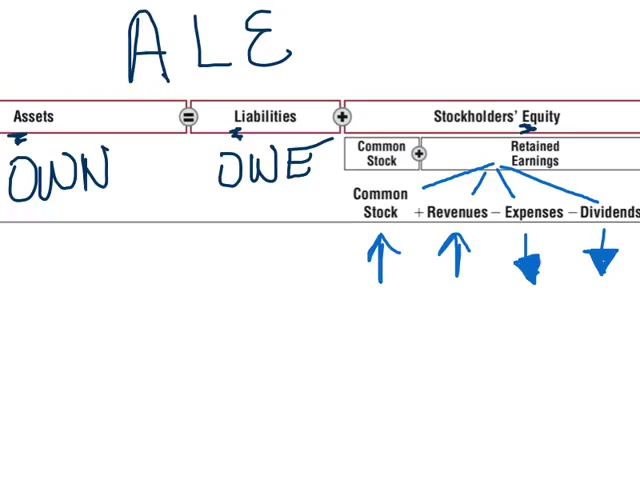 ALE
Assets = Liabilities + Stockholders' Equity
OWN OWE
Common Stock + Retained Earnings
Common Stock + Revenues - Expenses - Dividends